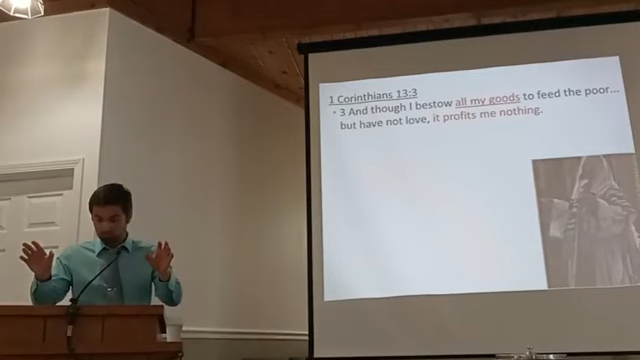 1 Corinthians 13:3
• 3 And though I bestow all my goods to feed the poor...
but have not love, it profits me nothing.